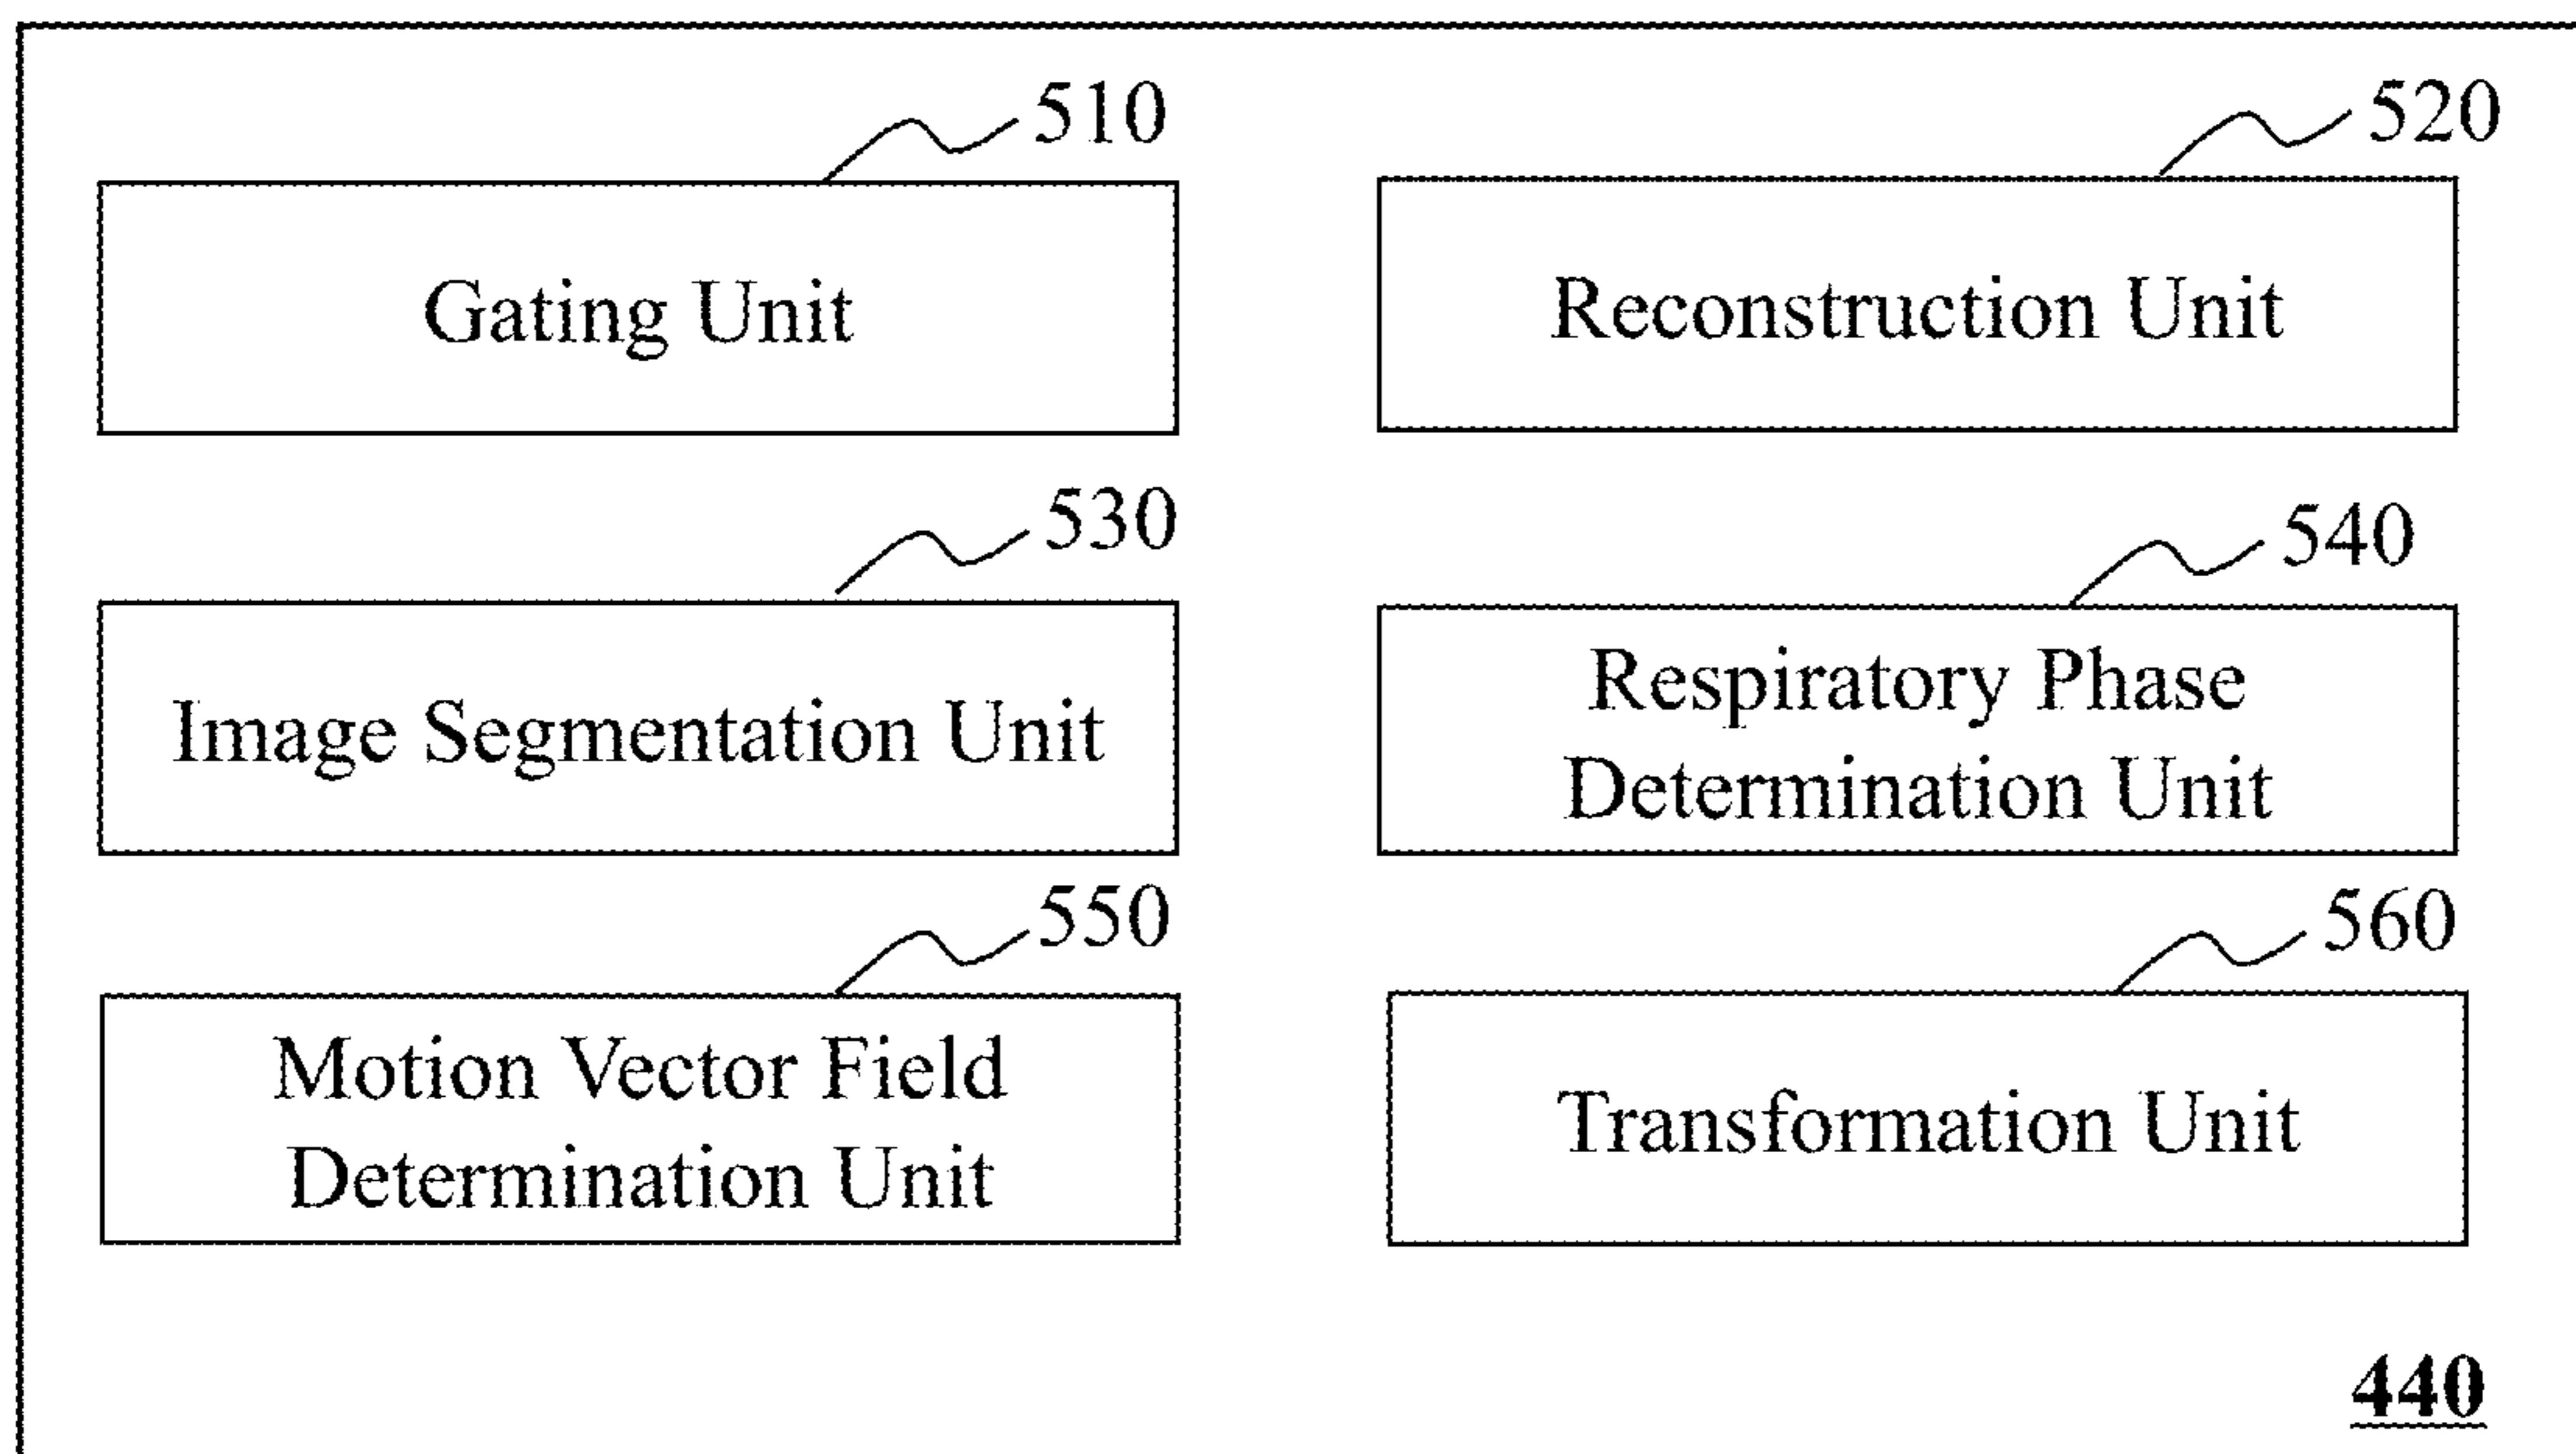 510
520
Gating Unit
Reconstruction Unit
530
540
Image Segmentation Unit
Respiratory Phase
Determination Unit
550
560
Motion Vector Field
Determination Unit
Transformation Unit
440